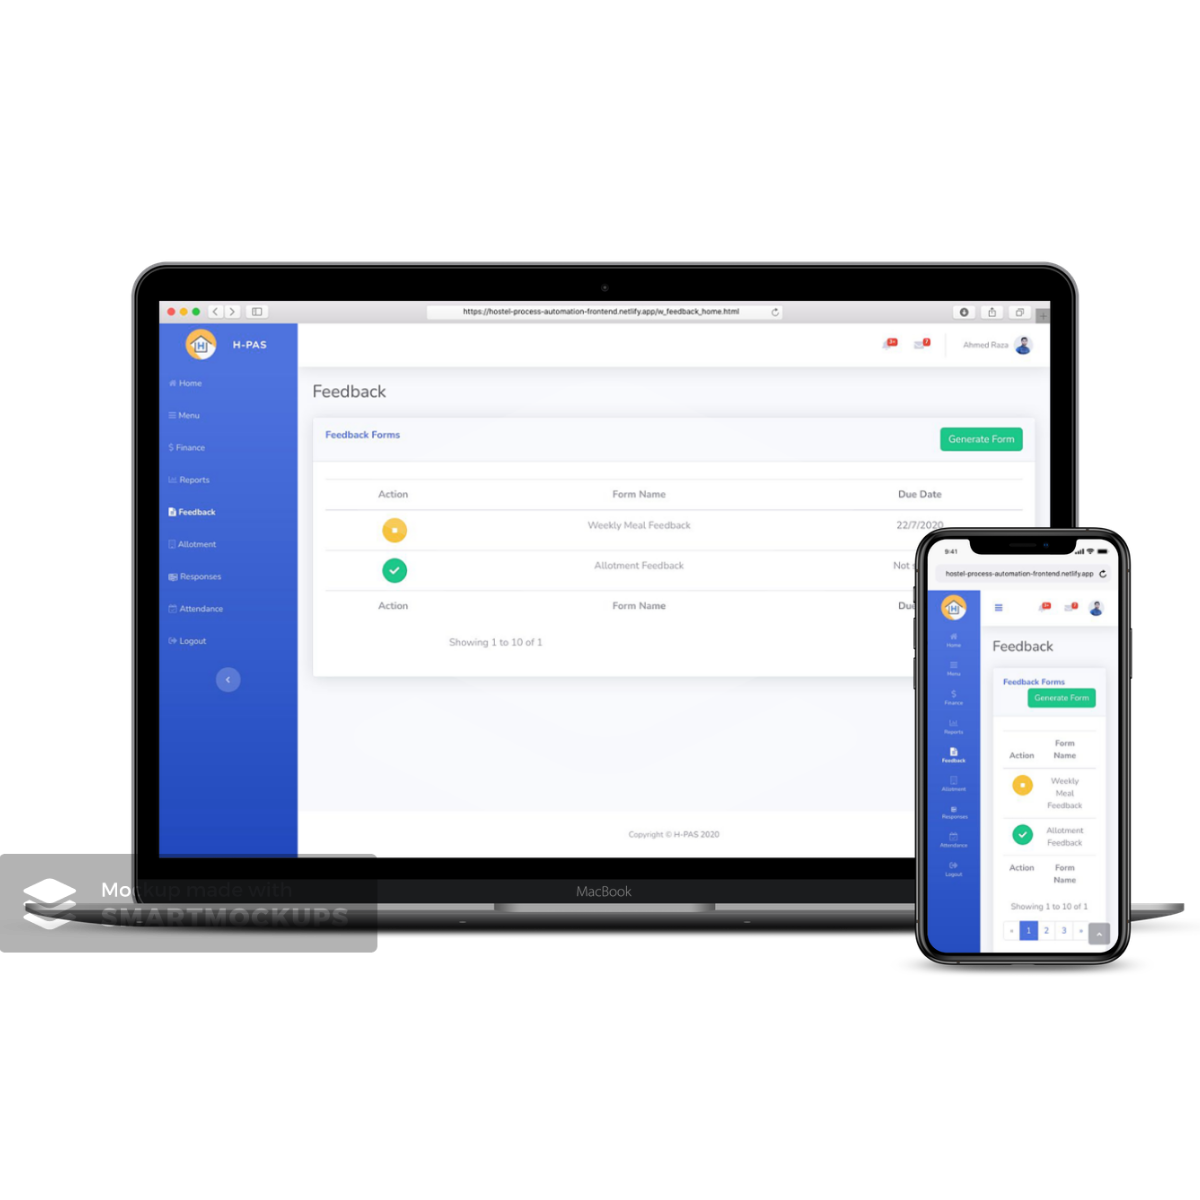 https://hostel-process-automation-frontend.netlify.app/w_feedback_home.html
H-PAS
Ahmed Raza
Home
Menu
Finance
Reports
Feedback
Allotment
Responses
Attendance
Logout
Feedback
Feedback Forms
Generate Form
Action Form Name Due Date
Weekly Meal Feedback 22/7/2020
Allotment Feedback Not
Action Form Name
Showing 1 to 10 of 1
Copyright © H-PAS 2020
MacBook
9:41
hostel-process-automation-frontend.netlify.app
Home
Menu
Finance
Reports
Feedback
Allotment
Responses
Attendance
Logout
Feedback
Feedback Forms
Generate Form
Action
Form
Name
Weekly
Meal
Feedback
Allotment
Feedback
Action
Form
Name
Showing 1 to 10 of 1
« 1 2 3 »
Mockup made with
SMARTMOCKUPS